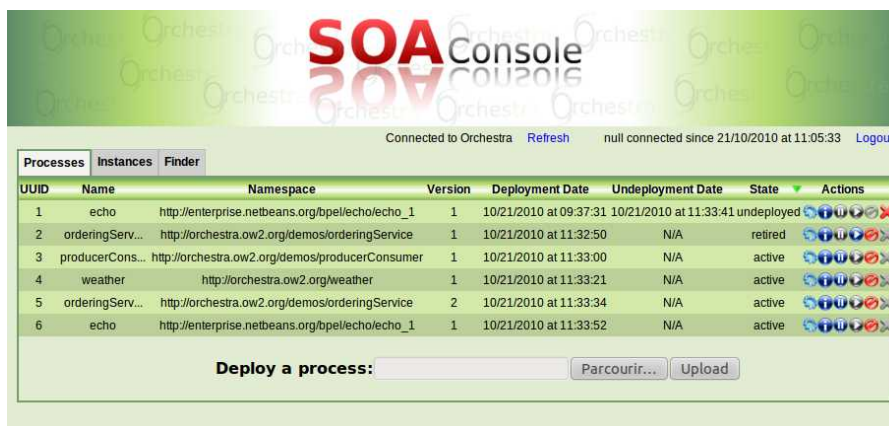 SOA Console
Connected to Orchestra Refresh null connected since 21/10/2010 at 11:05:33 Logou
Processes Instances Finder
UUID Name Namespace Version Deployment Date Undeployment Date State Actions
1 echo http://enterprise.netbeans.org/bpel/echo/echo_1 1 10/21/2010 at 09:37:31 10/21/2010 at 11:33:41 undeployed
2 orderingServ... http://orchestra.ow2.org/demos/orderingService 1 10/21/2010 at 11:32:50 N/A retired
3 producerCons... http://orchestra.ow2.org/demos/producerConsumer 1 10/21/2010 at 11:33:00 N/A active
4 weather http://orchestra.ow2.org/weather 1 10/21/2010 at 11:33:21 N/A active
5 orderingServ... http://orchestra.ow2.org/demos/orderingService 2 10/21/2010 at 11:33:34 N/A active
6 echo http://enterprise.netbeans.org/bpel/echo/echo_1 1 10/21/2010 at 11:33:52 N/A active
Deploy a process: Parcourir... Upload